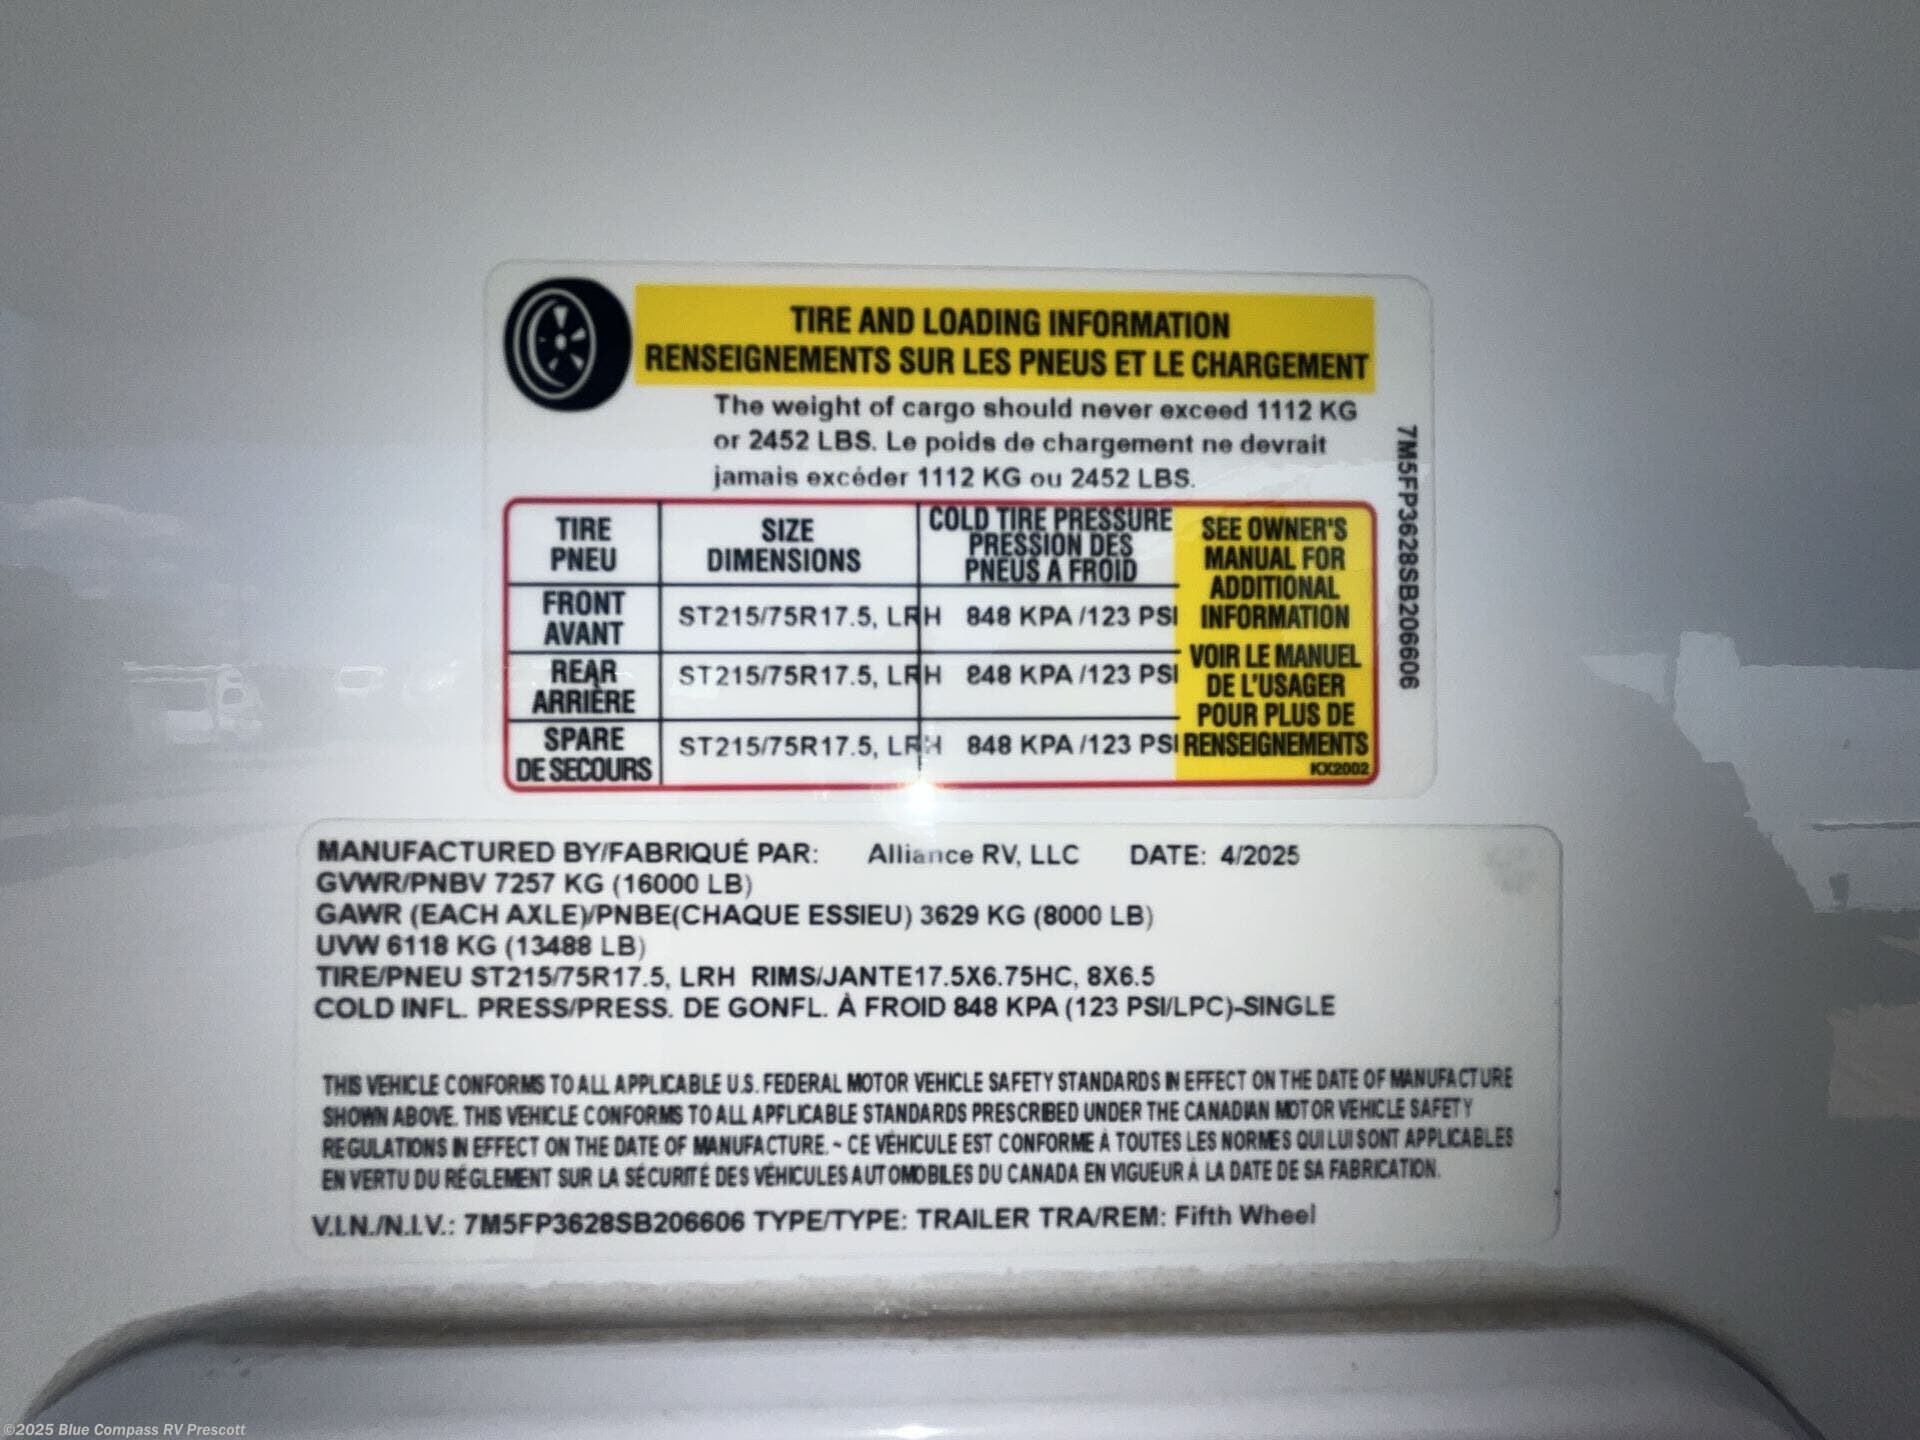 TIRE AND LOADING INFORMATION
RENSEIGNEMENTS SUR LES PNEUS ET LE CHARGEMENT
The weight of cargo should never exceed 1112 KG
or 2452 LBS. Le poids de chargement ne devrait
jamais excéder 1112 KG ou 2452 LBS.
7M5FP3628SB206606
TIRE
PNEU
SIZE
DIMENSIONS
COLD TIRE PRESSURE
PRESSION DES
PNEUS A FROID
FRONT
AVANT
ST215/75R17.5, LRH 848 KPA /123 PSI
REAR
ARRIÈRE
ST215/75R17.5, LRH 848 KPA /123 PSI
SPARE
DE SECOURS
ST215/75R17.5, LRH 848 KPA /123 PSI
SEE OWNER'S
MANUAL FOR
ADDITIONAL
INFORMATION
VOIR LE MANUEL
DE L'USAGER
POUR PLUS DE
RENSEIGNEMENTS
KX2002
MANUFACTURED BY/FABRIQUÉ PAR: Alliance RV, LLC DATE: 4/2025
GVWR/PNBV 7257 KG (16000 LB)
GAWR (EACH AXLE)/PNBE(CHAQUE ESSIEU) 3629 KG (8000 LB)
UVW 6118 KG (13488 LB)
TIRE/PNEU ST215/75R17.5, LRH RIMS/JANTE17.5X6.75HC, 8X6.5
COLD INFL. PRESS/PRESS. DE GONFL. À FROID 848 KPA (123 PSI/LPC)-SINGLE
THIS VEHICLE CONFORMS TO ALL APPLICABLE U.S. FEDERAL MOTOR VEHICLE SAFETY STANDARDS IN EFFECT ON THE DATE OF MANUFACTURE
SHOWN ABOVE. THIS VEHICLE CONFORMS TO ALL APPLICABLE STANDARDS PRESCRIBED UNDER THE CANADIAN MOTOR VEHICLE SAFETY
REGULATIONS IN EFFECT ON THE DATE OF MANUFACTURE. ~ CE VÉHICULE EST CONFORME À TOUTES LES NORMES QUI LUI SONT APPLICABLES
EN VERTU DU RÉGLEMENT SUR LA SÉCURITÉ DES VÉHICULES AUTOMOBILES DU CANADA EN VIGUEUR À LA DATE DE SA FABRICATION.
V.I.N./N.I.V.: 7M5FP3628SB206606 TYPE/TYPE: TRAILER TRA/REM: Fifth Wheel
©2025 Blue Compass RV Prescott